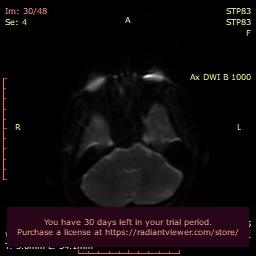 Im: 30/48
Se: 4
A
STP83
STP83
F
Ax DWI B 1000
R
L
You have 30 days left in your trial period.
Purchase a license at https://radiantviewer.com/store/